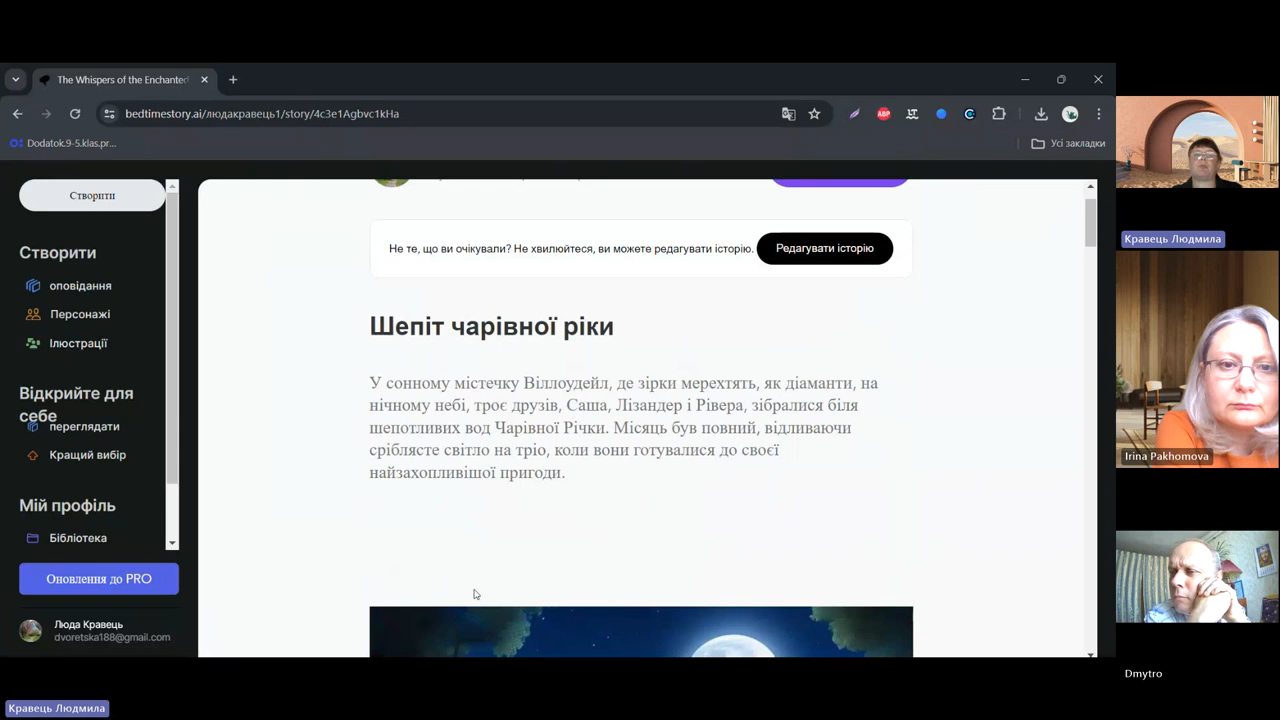 The Whispers of the Enchanted
bedtimestory.ai/людакравець1/story/4c3e1Agbvc1kHa
Dodatok.9-5.klas.pr...
Усі закладки
Створити
Створити
оповідання
Персонажі
Ілюстрації
Відкрийте для
себе
переглядати
Кращий вибір
Мій профіль
Бібліотека
Оновлення до PRO
Люда Кравець
dvoretska188@gmail.com
Не те, що ви очікували? Не хвилюйтеся, ви можете редагувати історію.
Редагувати історію
Шепіт чарівної ріки
У сонному містечку Віллоудейл, де зірки мерехтять, як діаманти, на
нічному небі, троє друзів, Саша, Лізандер і Рівера, зібралися біля
шепотливих вод Чарівної Річки. Місяць був повний, відливаючи
сріблясте світло на тріо, коли вони готувалися до своєї
найзахопливішої пригоди.
Кравець Людмила
Irina Pakhomova
Dmytro
Кравець Людмила